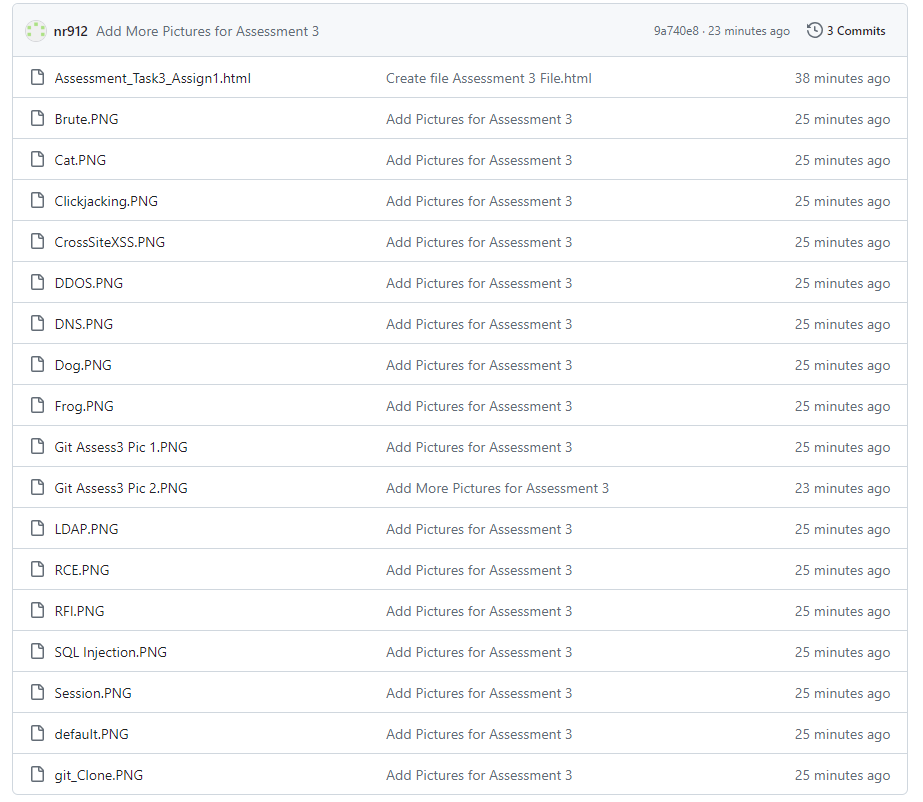 nr912 Add More Pictures for Assessment 3 9a740e8 · 23 minutes ago 3 Commits
Assessment_Task3_Assign1.html Create file Assessment 3 File.html 38 minutes ago
Brute.PNG Add Pictures for Assessment 3 25 minutes ago
Cat.PNG Add Pictures for Assessment 3 25 minutes ago
Clickjacking.PNG Add Pictures for Assessment 3 25 minutes ago
CrossSiteXSS.PNG Add Pictures for Assessment 3 25 minutes ago
DDOS.PNG Add Pictures for Assessment 3 25 minutes ago
DNS.PNG Add Pictures for Assessment 3 25 minutes ago
Dog.PNG Add Pictures for Assessment 3 25 minutes ago
Frog.PNG Add Pictures for Assessment 3 25 minutes ago
Git Assess3 Pic 1.PNG Add Pictures for Assessment 3 25 minutes ago
Git Assess3 Pic 2.PNG Add More Pictures for Assessment 3 23 minutes ago
LDAP.PNG Add Pictures for Assessment 3 25 minutes ago
RCE.PNG Add Pictures for Assessment 3 25 minutes ago
RFI.PNG Add Pictures for Assessment 3 25 minutes ago
SQL Injection.PNG Add Pictures for Assessment 3 25 minutes ago
Session.PNG Add Pictures for Assessment 3 25 minutes ago
default.PNG Add Pictures for Assessment 3 25 minutes ago
git_Clone.PNG Add Pictures for Assessment 3 25 minutes ago